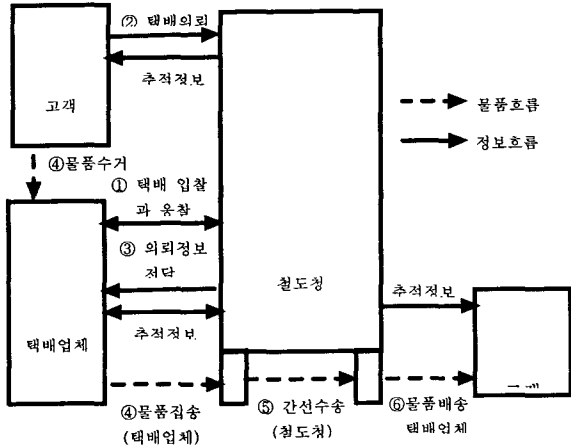 ② 택배의뢰
추적정보
고객
물품흐름
정보흐름
④물품수거
① 택배 입찰
과 응찰
③ 의뢰정보
전달
철도청
추적정보
택배업체
추적정보
④물품집송
(택배업체)
⑤ 간선수송
(철도청)
⑥물품배송
택배업체